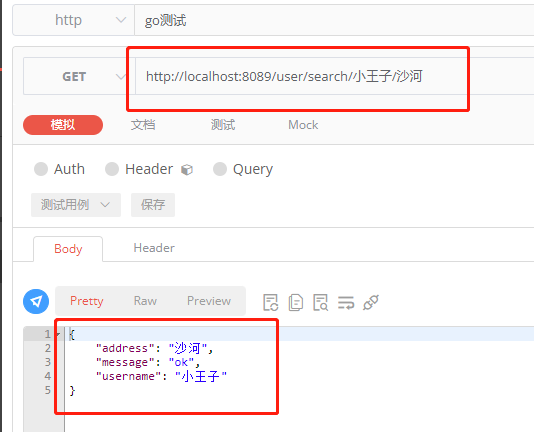 http go测试
GET http://localhost:8089/user/search/小王子/沙河
模拟 文档 测试 Mock
Auth Header Query
测试用例 保存
Body Header
Pretty Raw Preview
1 {
2 "address": "沙河",
3 "message": "ok",
4 "username": "小王子"
5 }